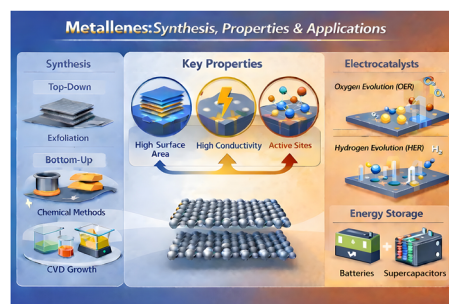 Metallenes: Synthesis, Properties & Applications
Synthesis
Top-Down
Exfoliation
Bottom-Up
Chemical Methods
CVD Growth
Key Properties
High Surface
Area
High Conductivity
Active Sites
Electrocatalysts
Oxygen Evolution (OER)
Hydrogen Evolution (HER)
H₂
Energy Storage
Batteries
+
Supercapacitors